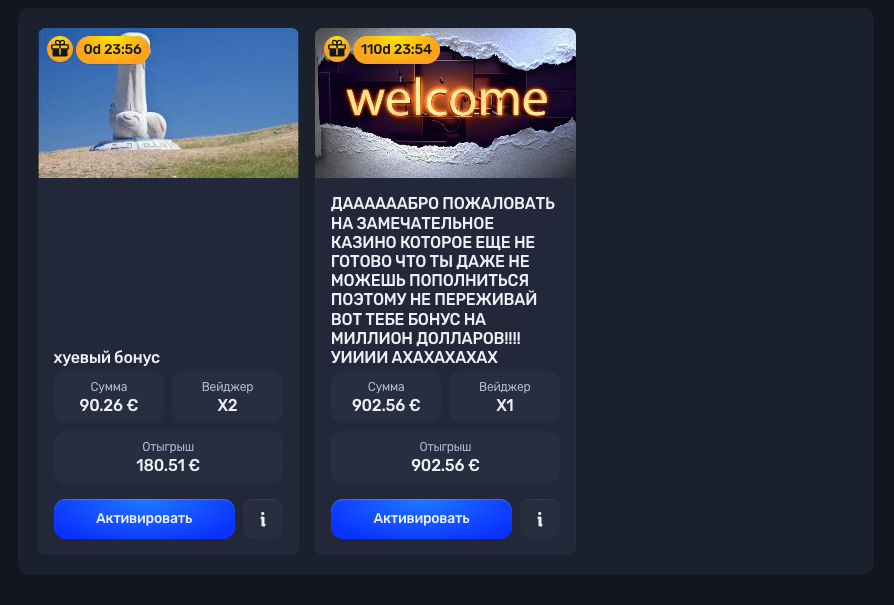 0d 23:56
хуевый бонус
Сумма
90.26 €
Вейджер
X2
Отыгрыш
180.51 €
Активировать
i
110d 23:54
welcome
ДААААААБРО ПОЖАЛОВАТЬ
НА ЗАМЕЧАТЕЛЬНОЕ
КАЗИНО КОТОРОЕ ЕЩЕ НЕ
ГОТОВО ЧТО ТЫ ДАЖЕ НЕ
МОЖЕШЬ ПОПОЛНИТЬСЯ
ПОЭТОМУ НЕ ПЕРЕЖИВАЙ
ВОТ ТЕБЕ БОНУС НА
МИЛЛИОН ДОЛЛАРОВ!!!!
УИИИИ АХАХАХАХАХ
Сумма
902.56 €
Вейджер
X1
Отыгрыш
902.56 €
Активировать
i